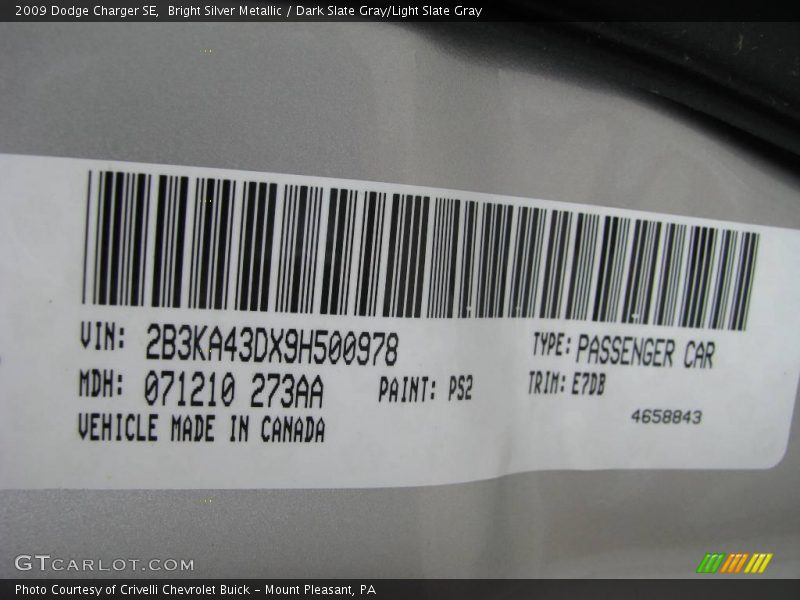 2009 Dodge Charger SE, Bright Silver Metallic / Dark Slate Gray/Light Slate Gray
VIN: 2B3KA43DX9H500978 TYPE: PASSENGER CAR
MDH: 071210 273AA PAINT: PS2 TRIM: E7DB
VEHICLE MADE IN CANADA 4658843
GTCARLOT.COM
Photo Courtesy of Crivelli Chevrolet Buick - Mount Pleasant, PA